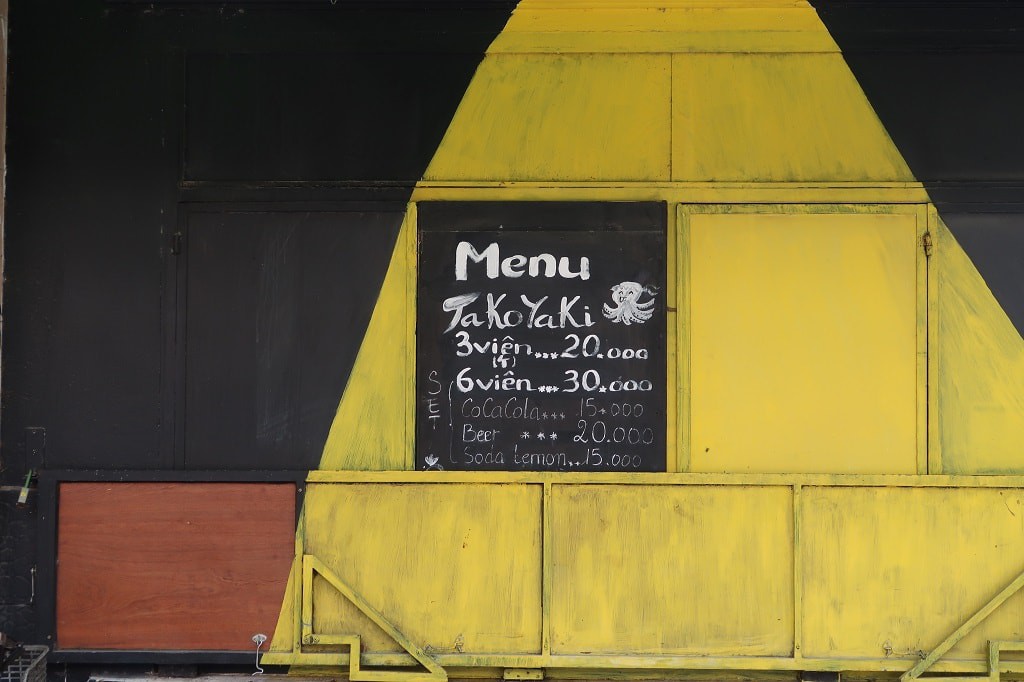 Menu
TaKoYaKi
3viên...20.000
6viên...30.000
SET
CoCaCola***15.000
Beer ***20.000
Soda Lemon..15.000